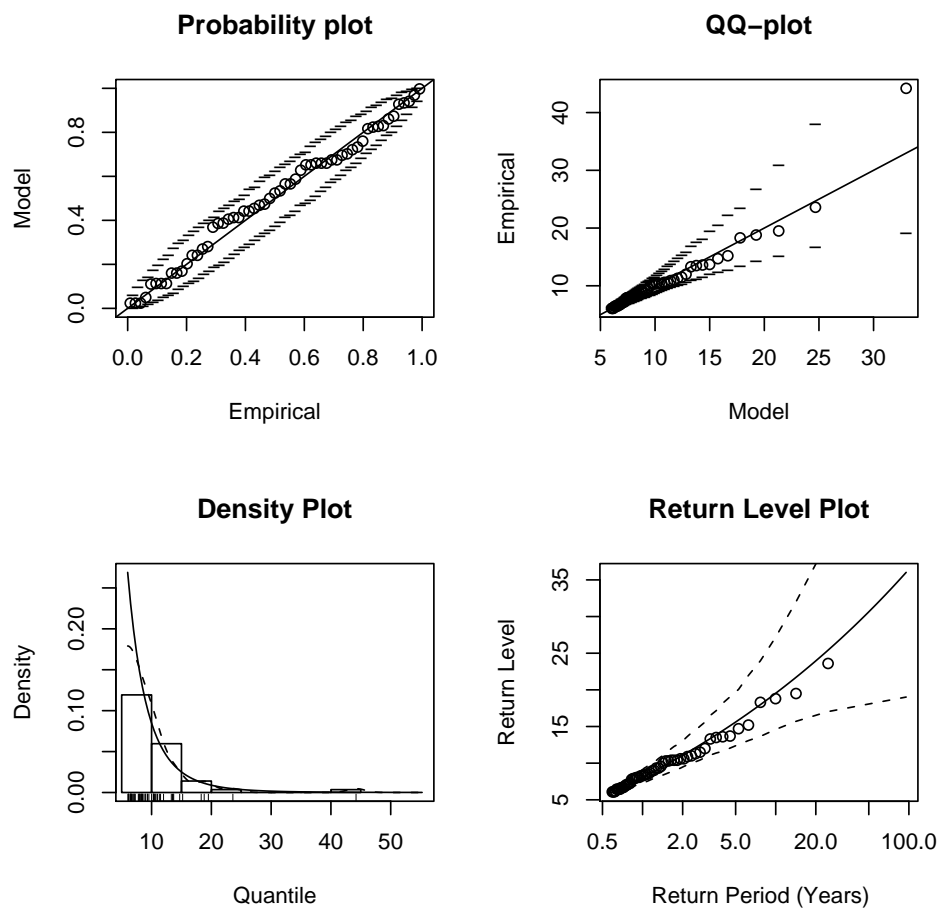 Probability plot
Model
0.0 0.4 0.8
0.0 0.2 0.4 0.6 0.8 1.0
Empirical
QQ−plot
Empirical
10 20 30 40
5 10 15 20 25 30
Model
Density Plot
Density
0.00 0.10 0.20
10 20 30 40 50
Quantile
Return Level Plot
Return Level
5 15 25 35
0.5 2.0 5.0 20.0 100.0
Return Period (Years)